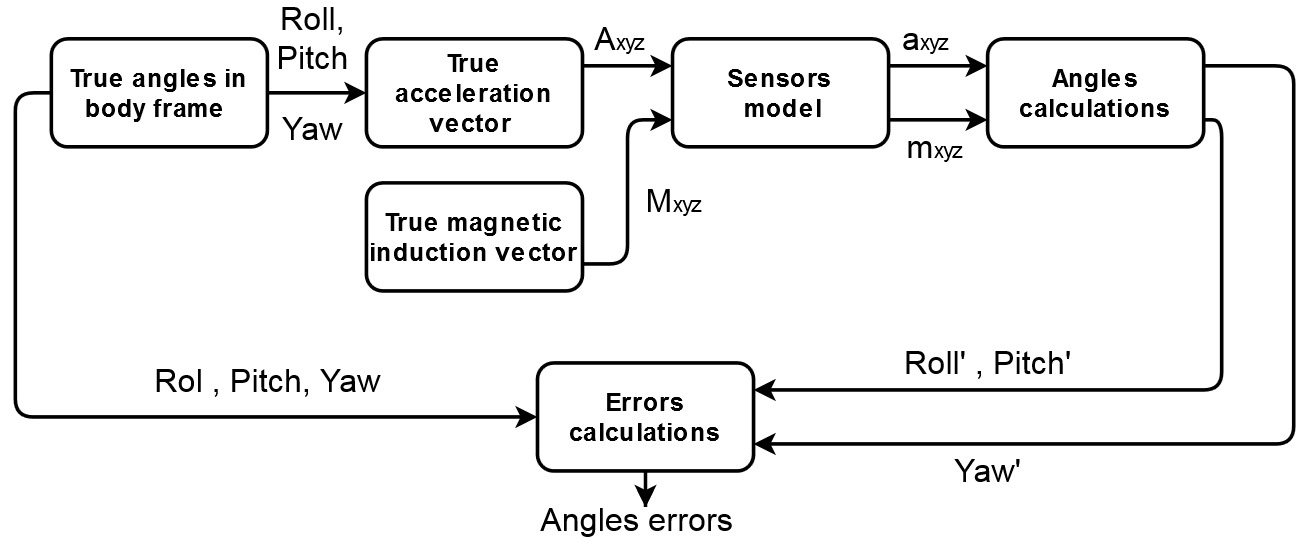 Roll,
Pitch
Yaw
True angles in
body frame
True
acceleration
vector
Axyz
Mxyz
Sensors
model
axyz
mxyz
Angles
calculations
True magnetic
induction vector
Rol , Pitch, Yaw
Errors
calculations
Roll' , Pitch'
Yaw'
Angles errors